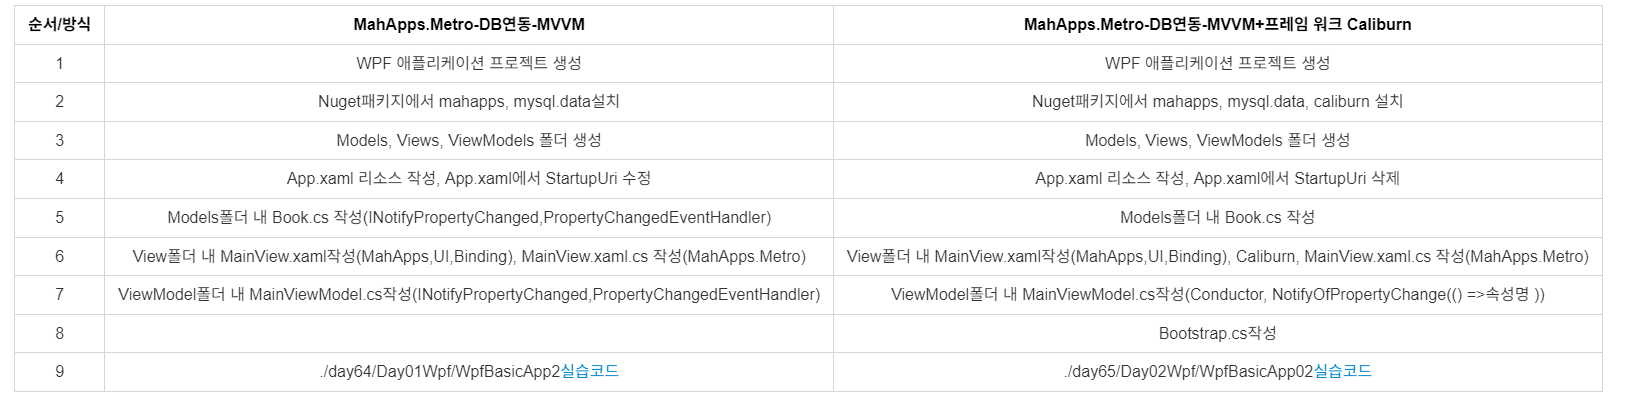 순서/방식 MahApps.Metro-DB연동-MVVM MahApps.Metro-DB연동-MVVM+프레임 워크 Caliburn
1 WPF 애플리케이션 프로젝트 생성 WPF 애플리케이션 프로젝트 생성
2 Nuget패키지에서 mahapps, mysql.data설치 Nuget패키지에서 mahapps, mysql.data, caliburn 설치
3 Models, Views, ViewModels 폴더 생성 Models, Views, ViewModels 폴더 생성
4 App.xaml 리소스 작성, App.xaml에서 StartupUri 수정 App.xaml 리소스 작성, App.xaml에서 StartupUri 삭제
5 Models폴더 내 Book.cs 작성(INotifyPropertyChanged,PropertyChangedEventHandler) Models폴더 내 Book.cs 작성
6 View폴더 내 MainView.xaml작성(MahApps,UI,Binding), MainView.xaml.cs 작성(MahApps.Metro) View폴더 내 MainView.xaml작성(MahApps,UI,Binding), Caliburn, MainView.xaml.cs 작성(MahApps.Metro)
7 ViewModel폴더 내 MainViewModel.cs작성(INotifyPropertyChanged,PropertyChangedEventHandler) ViewModel폴더 내 MainViewModel.cs작성(Conductor, NotifyOfPropertyChange(() =>속성명 ))
8 Bootstrap.cs작성
9 ./day64/Day01Wpf/WpfBasicApp2실습코드 ./day65/Day02Wpf/WpfBasicApp02실습코드